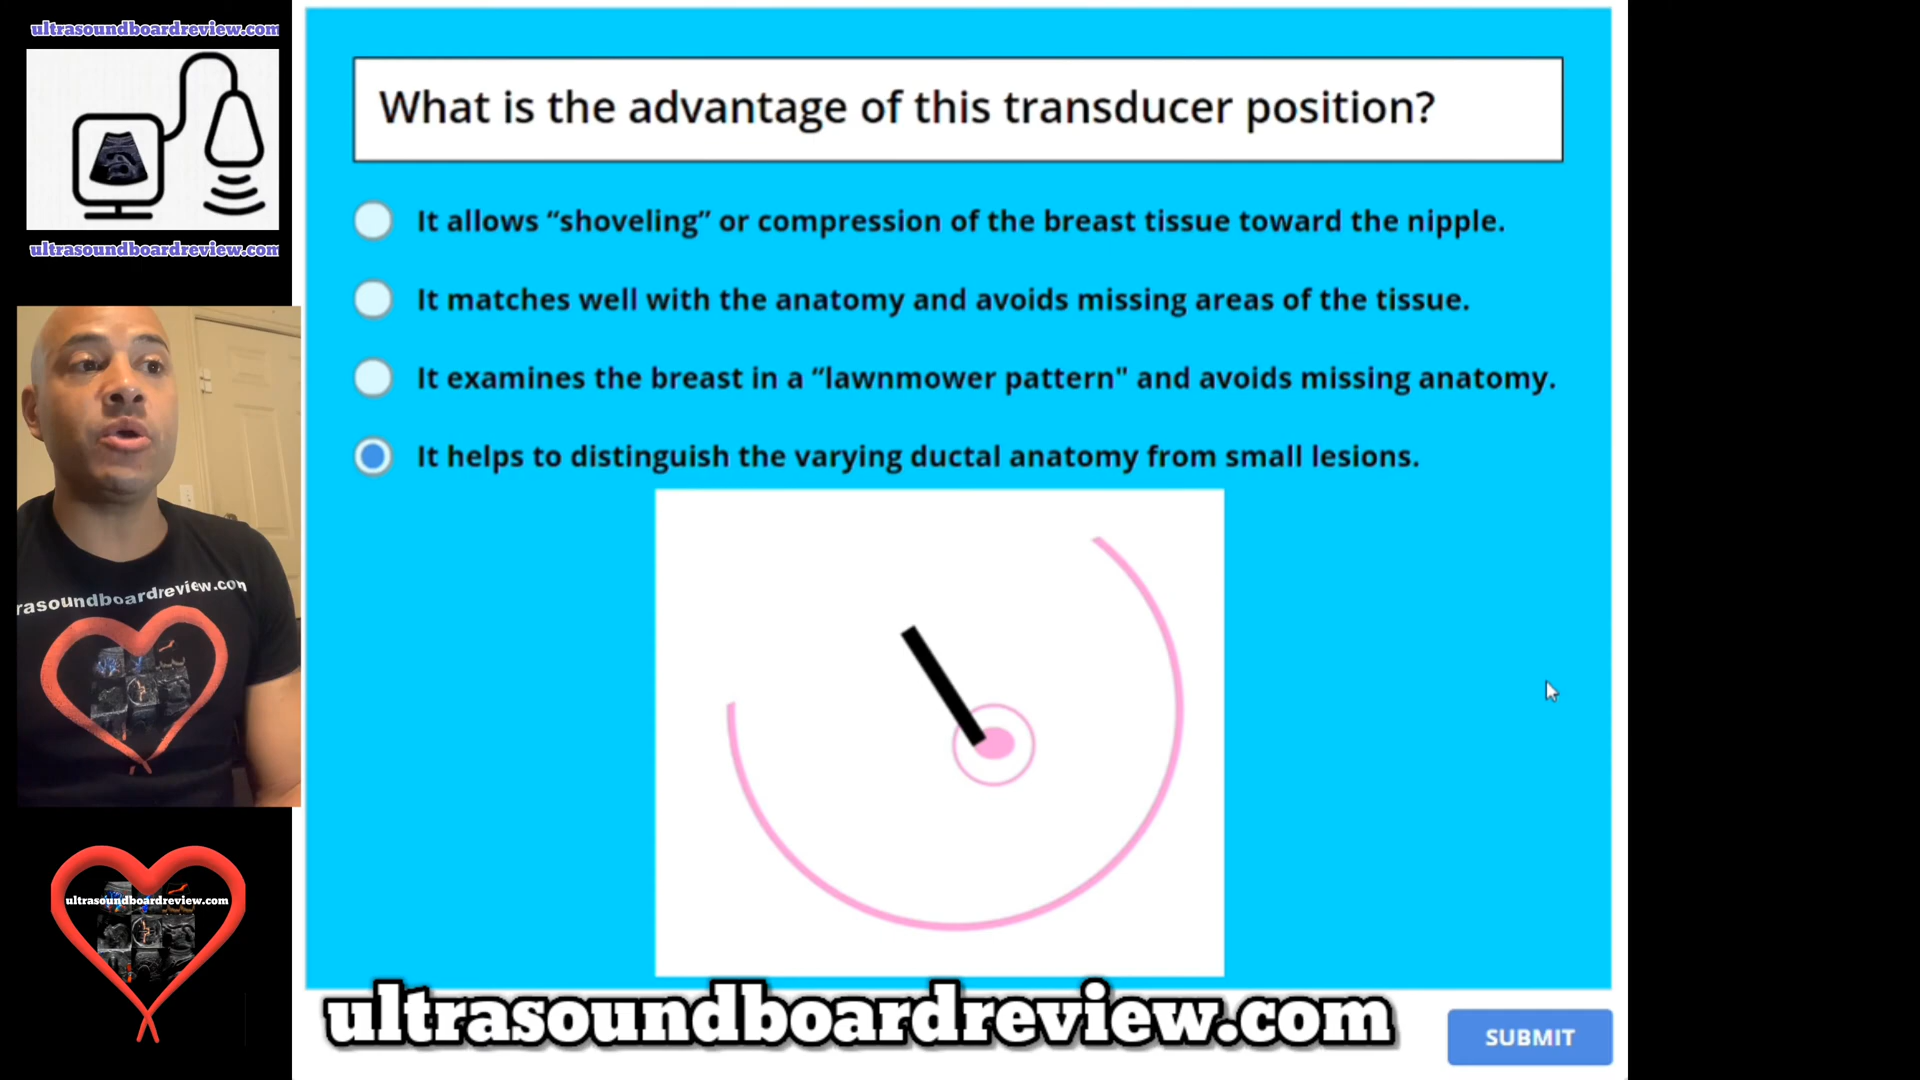 ultrasoundboardreview.com
ultrasoundboardreview.com
What is the advantage of this transducer position?
It allows “shoveling” or compression of the breast tissue toward the nipple.
It matches well with the anatomy and avoids missing areas of the tissue.
It examines the breast in a “lawnmower pattern" and avoids missing anatomy.
It helps to distinguish the varying ductal anatomy from small lesions.
rasoundboardreview.com
ultrasoundboardreview.com
ultrasoundboardreview.com
SUBMIT